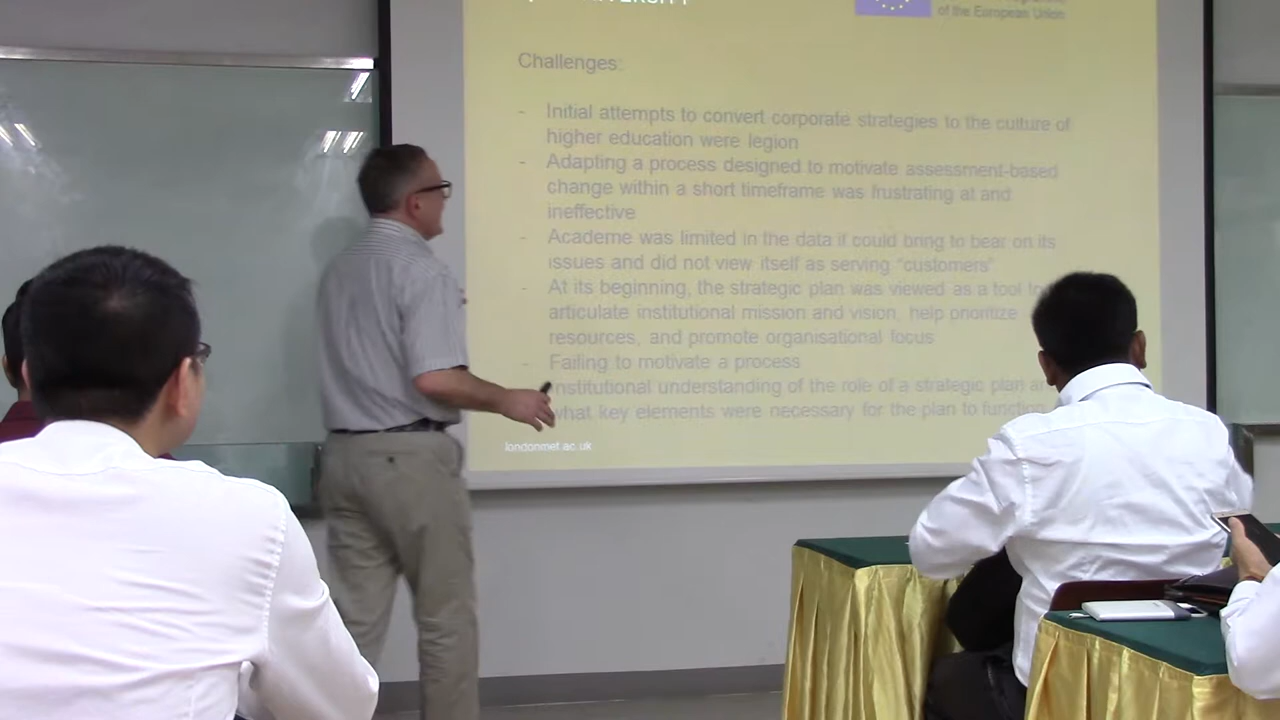 of the European Union
Challenges:
- Initial attempts to convert corporate strategies to the culture of
higher education were legion
- Adapting a process designed to motivate assessment-based
change within a short timeframe was frustrating at and
ineffective
- Academe was limited in the data if could bring to bear on its
issues and did not view itself as serving "customers"
- At its beginning, the strategic plan was viewed as a tool to
articulate institutional mission and vision, help prioritize
resources, and promote organisational focus
- Failing to motivate a process
institutional understanding of the role of a strategic plan
what key elements were necessary for the plan to function
londonmet.ac.uk